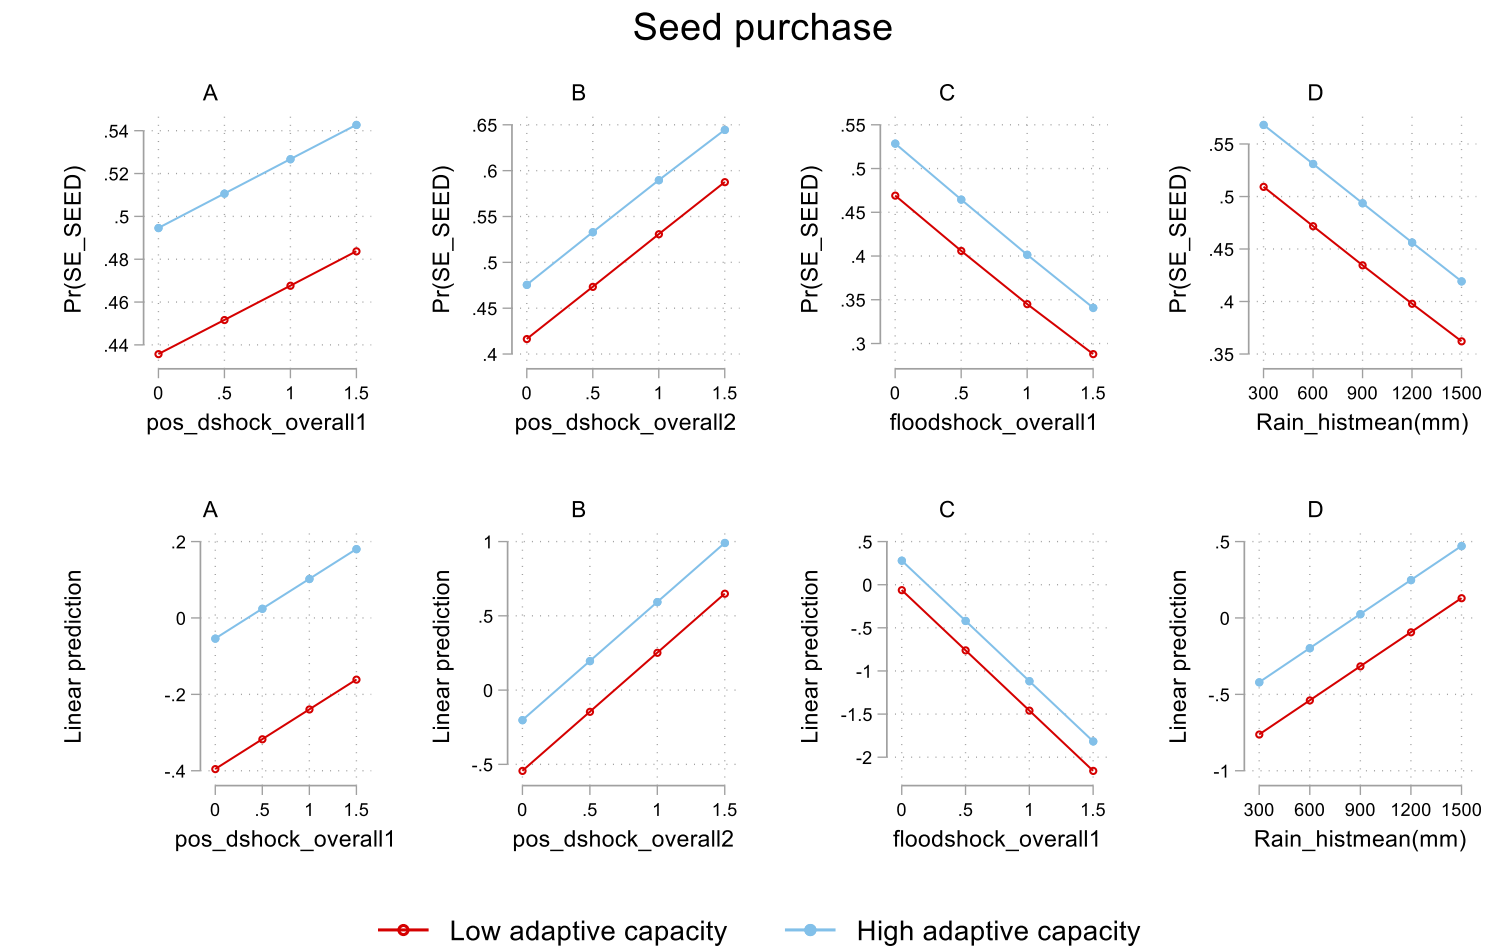 Seed purchase
A
Pr(SE_SEED)
.54
.52
.5
.48
.46
.44
0 .5 1 1.5
pos_dshock_overall1
B
Pr(SE_SEED)
.65
.6
.55
.5
.45
.4
0 .5 1 1.5
pos_dshock_overall2
C
Pr(SE_SEED)
.55
.5
.45
.4
.35
.3
0 .5 1 1.5
floodshock_overall1
D
Pr(SE_SEED)
.55
.5
.45
.4
.35
300 600 900 1200 1500
Rain_histmean(mm)
A
Linear prediction
.2
0
-.2
-.4
0 .5 1 1.5
pos_dshock_overall1
B
Linear prediction
1
.5
0
-.5
0 .5 1 1.5
pos_dshock_overall2
C
Linear prediction
.5
0
-.5
-1
-1.5
-2
0 .5 1 1.5
floodshock_overall1
D
Linear prediction
.5
0
-.5
-1
300 600 900 1200 1500
Rain_histmean(mm)
Low adaptive capacity
High adaptive capacity